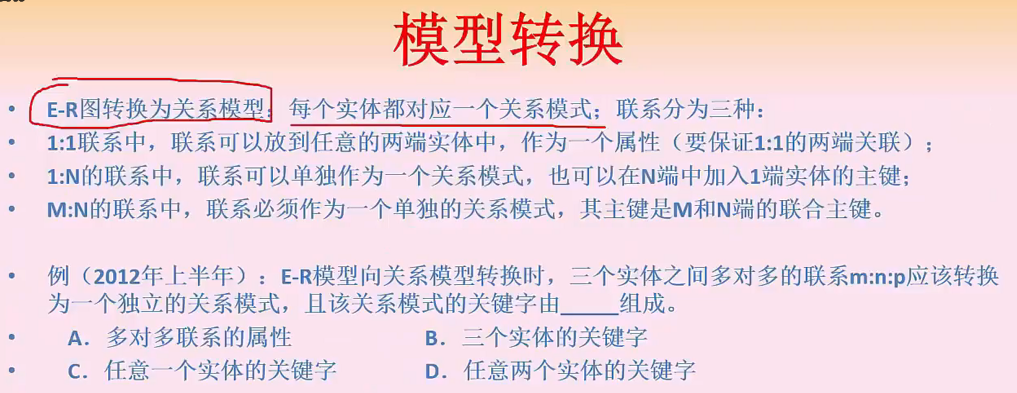 模型转换
• E-R图转换为关系模型：每个实体都对应一个关系模式；联系分为三种：
• 1:1联系中，联系可以放到任意的两端实体中，作为一个属性（要保证1:1的两端关联）；
• 1:N的联系中，联系可以单独作为一个关系模式，也可以在N端中加入1端实体的主键；
• M:N的联系中，联系必须作为一个单独的关系模式，其主键是M和N端的联合主键。
• 例（2012年上半年）：E-R模型向关系模型转换时，三个实体之间多对多的联系m:n:p应该转换
为一个独立的关系模式，且该关系模式的关键字由_____组成。
• A．多对多联系的属性 B．三个实体的关键字
• C．任意一个实体的关键字 D．任意两个实体的关键字